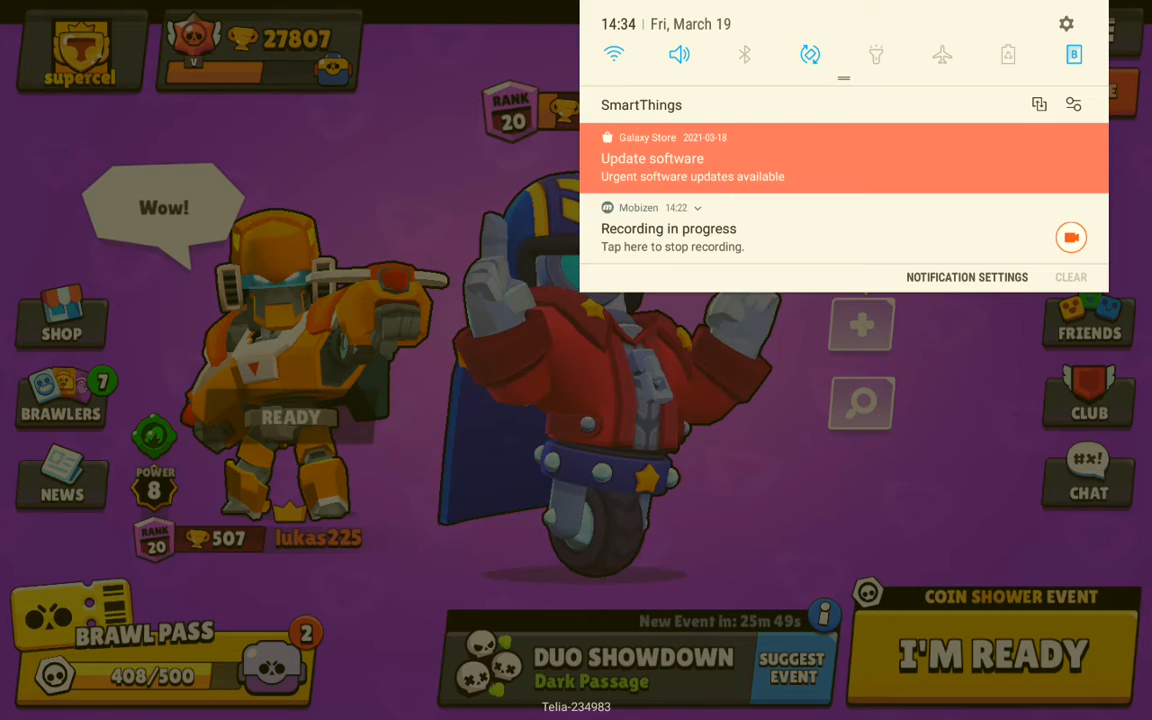 14:34 | Fri, March 19
B
SmartThings
Galaxy Store 2021-03-18
Update software
Urgent software updates available
Mobizen 14:22
Recording in progress
Tap here to stop recording.
NOTIFICATION SETTINGS CLEAR
supercel
V
27807
RANK
20
Wow!
SHOP
BRAWLERS
7
NEWS
READY
POWER
8
RANK
20
507
lukas225
FRIENDS
CLUB
#×!
CHAT
BRAWL PASS
2
408/500
New Event in: 25m 49s
i
DUO SHOWDOWN
Dark Passage
SUGGEST
EVENT
COIN SHOWER EVENT
I'M READY
Telia-234983